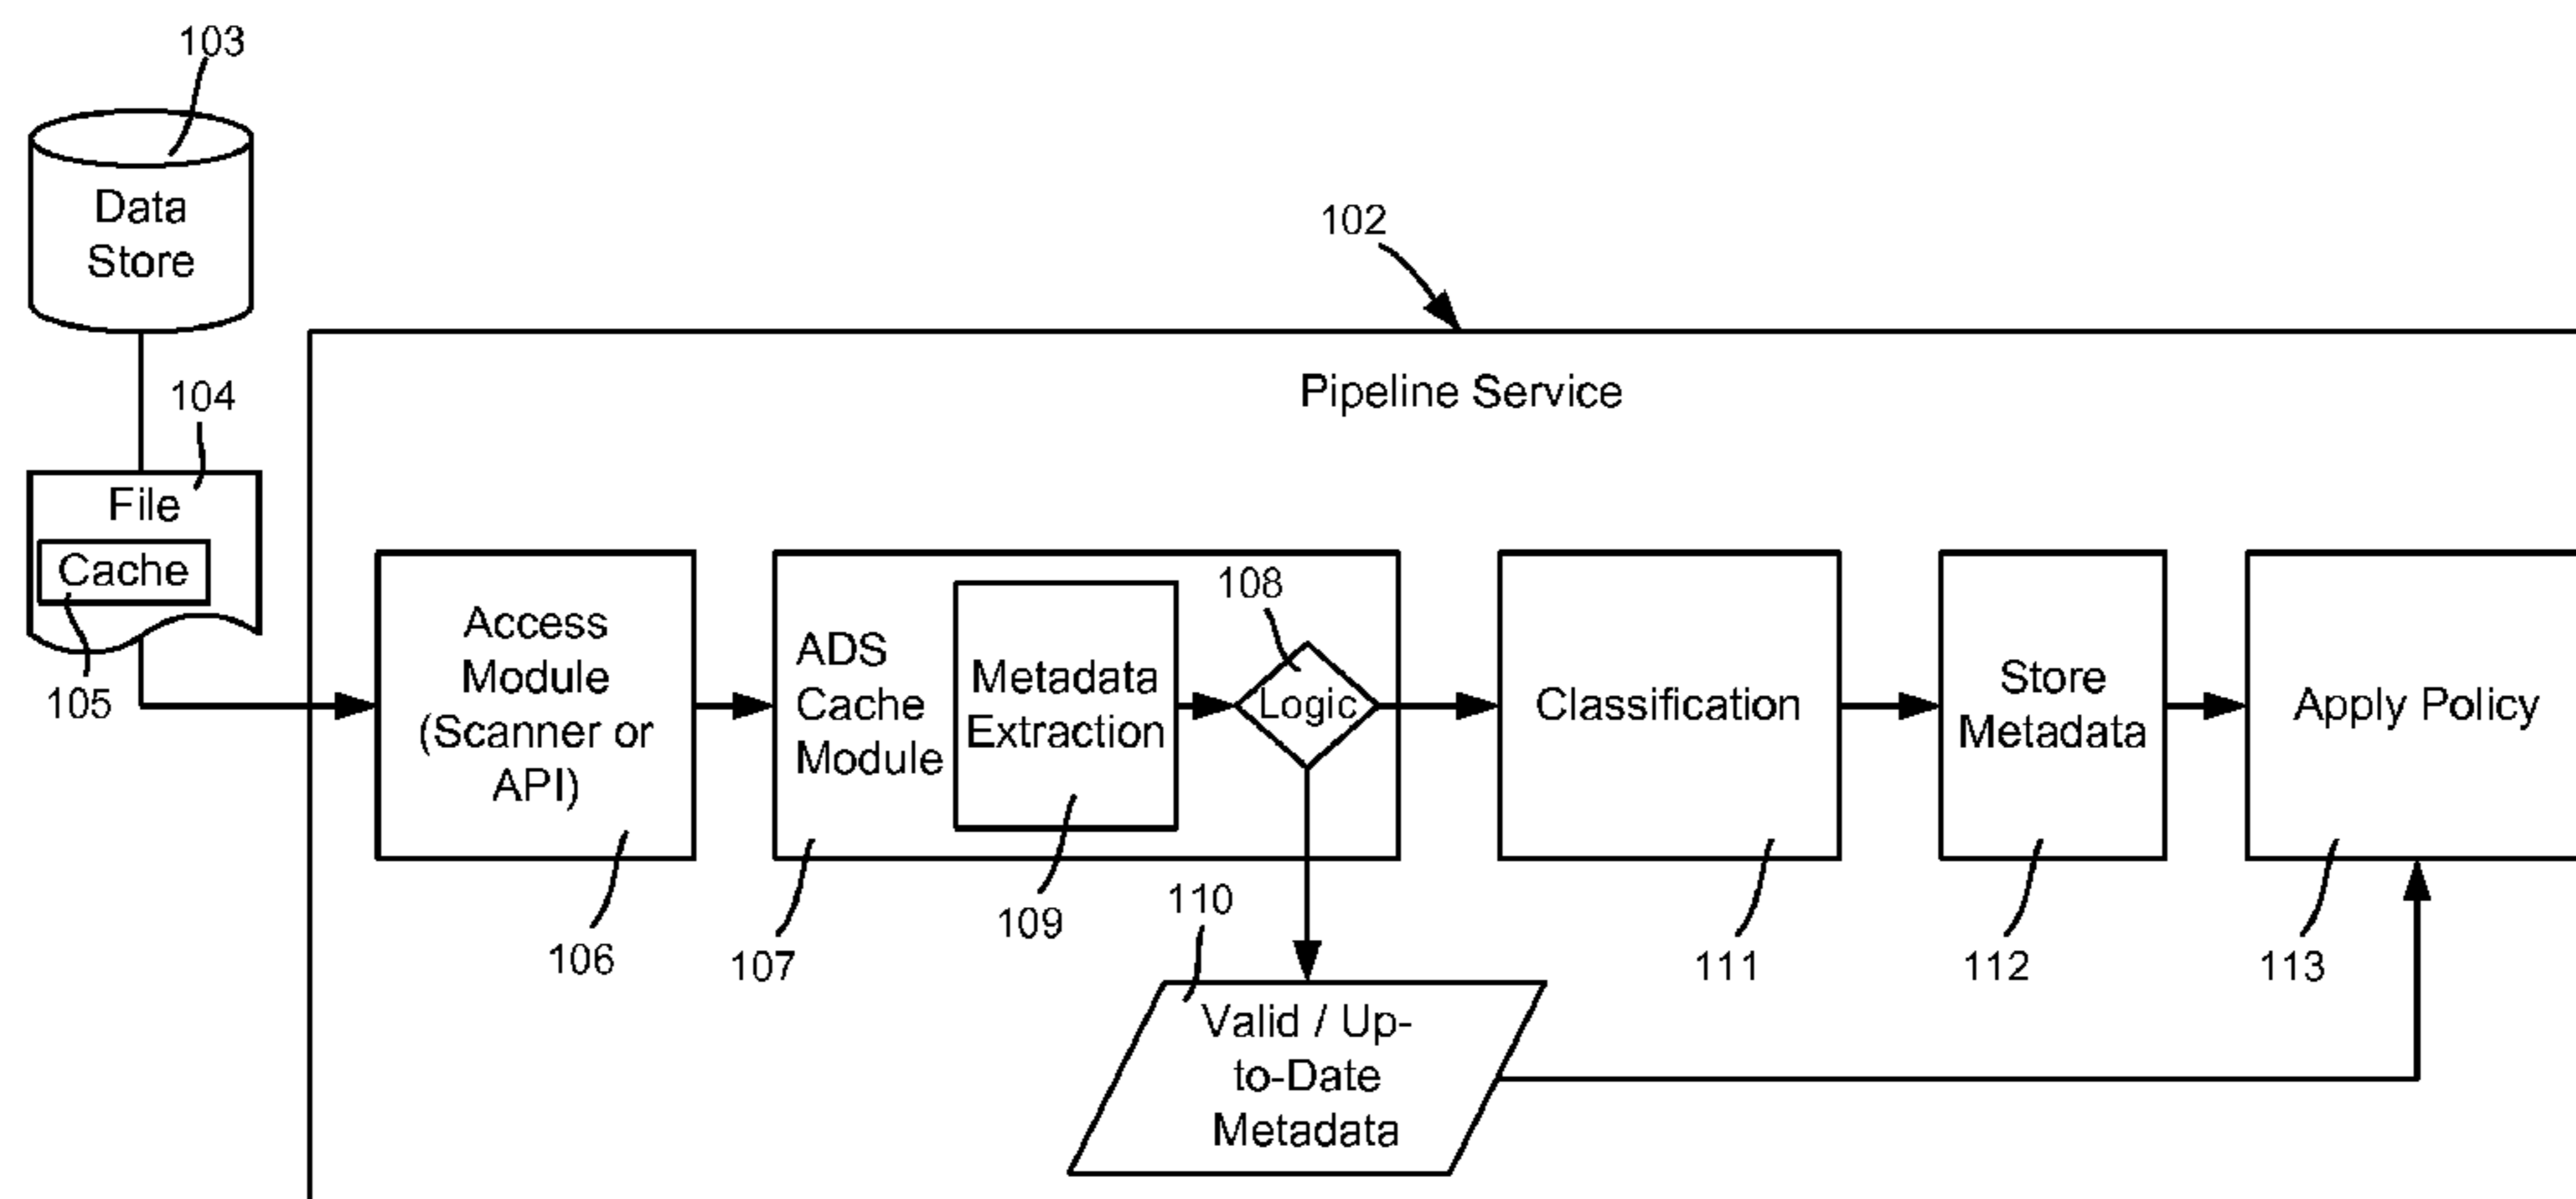 103
Data
Store
102
Pipeline Service
104
File
Cache
105
Access
Module
(Scanner or
API)
106
ADS
Cache
Module
107
Metadata
Extraction
109
108
Logic
110
Valid / Up-
to-Date
Metadata
Classification
111
Store
Metadata
112
Apply Policy
113